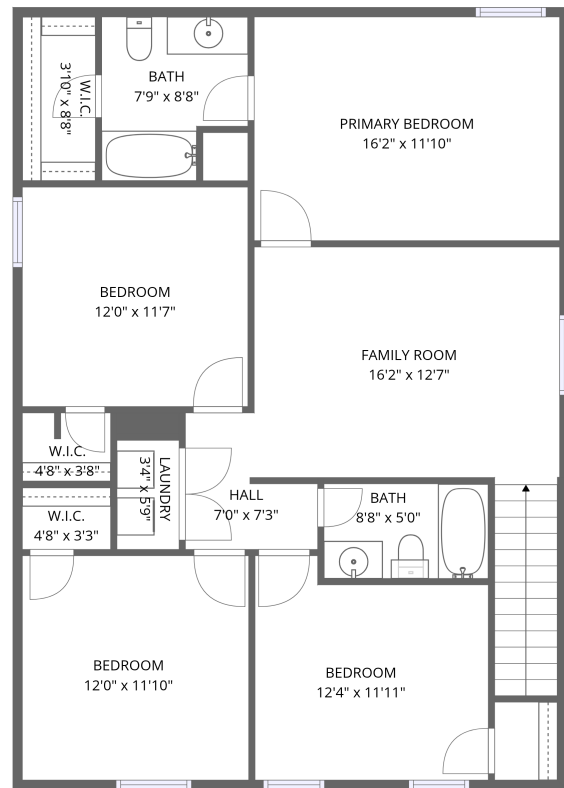 BATH
7'9" x 8'8"
W.I.C.
3'10" x 8'8"
PRIMARY BEDROOM
16'2" x 11'10"
BEDROOM
12'0" x 11'7"
FAMILY ROOM
16'2" x 12'7"
W.I.C.
4'8" x 3'8"
LAUNDRY
3'4" x 5'9"
HALL
7'0" x 7'3"
BATH
8'8" x 5'0"
W.I.C.
4'8" x 3'3"
BEDROOM
12'0" x 11'10"
BEDROOM
12'4" x 11'11"